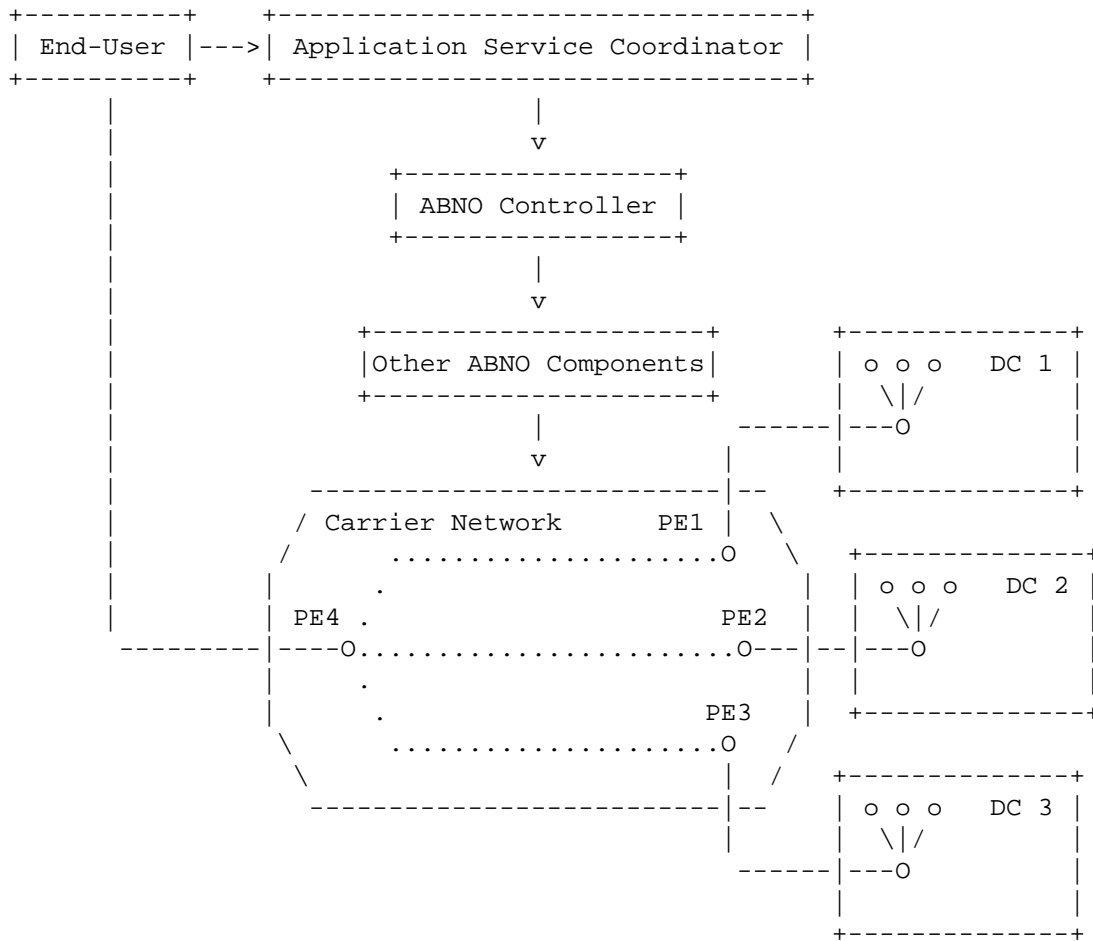 End-User Application Service Coordinator
ABNO Controller
Other ABNO Components
DC 1
Carrier Network PE1
DC 2
PE4 PE2
PE3
DC 3